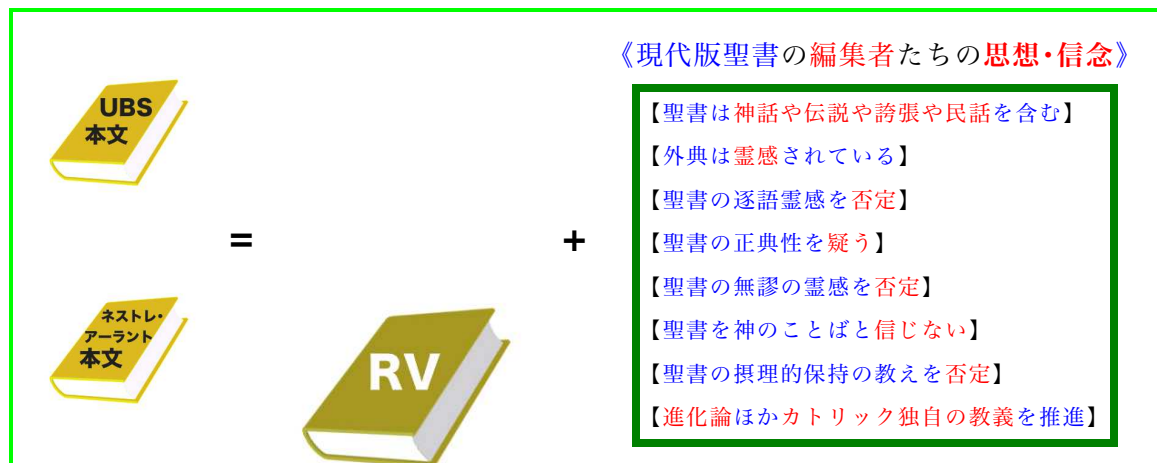 《現代版聖書の編集者たちの思想・信念》
UBS
本文
=
ネストレ・
アーラント
本文
RV
+
【聖書は神話や伝説や誇張や民話を含む】
【外典は霊感されている】
【聖書の逐語霊感を否定】
【聖書の正典性を疑う】
【聖書の無謬の霊感を否定】
【聖書を神のことばと信じない】
【聖書の摂理的保持の教えを否定】
【進化論ほかカトリック独自の教義を推進】